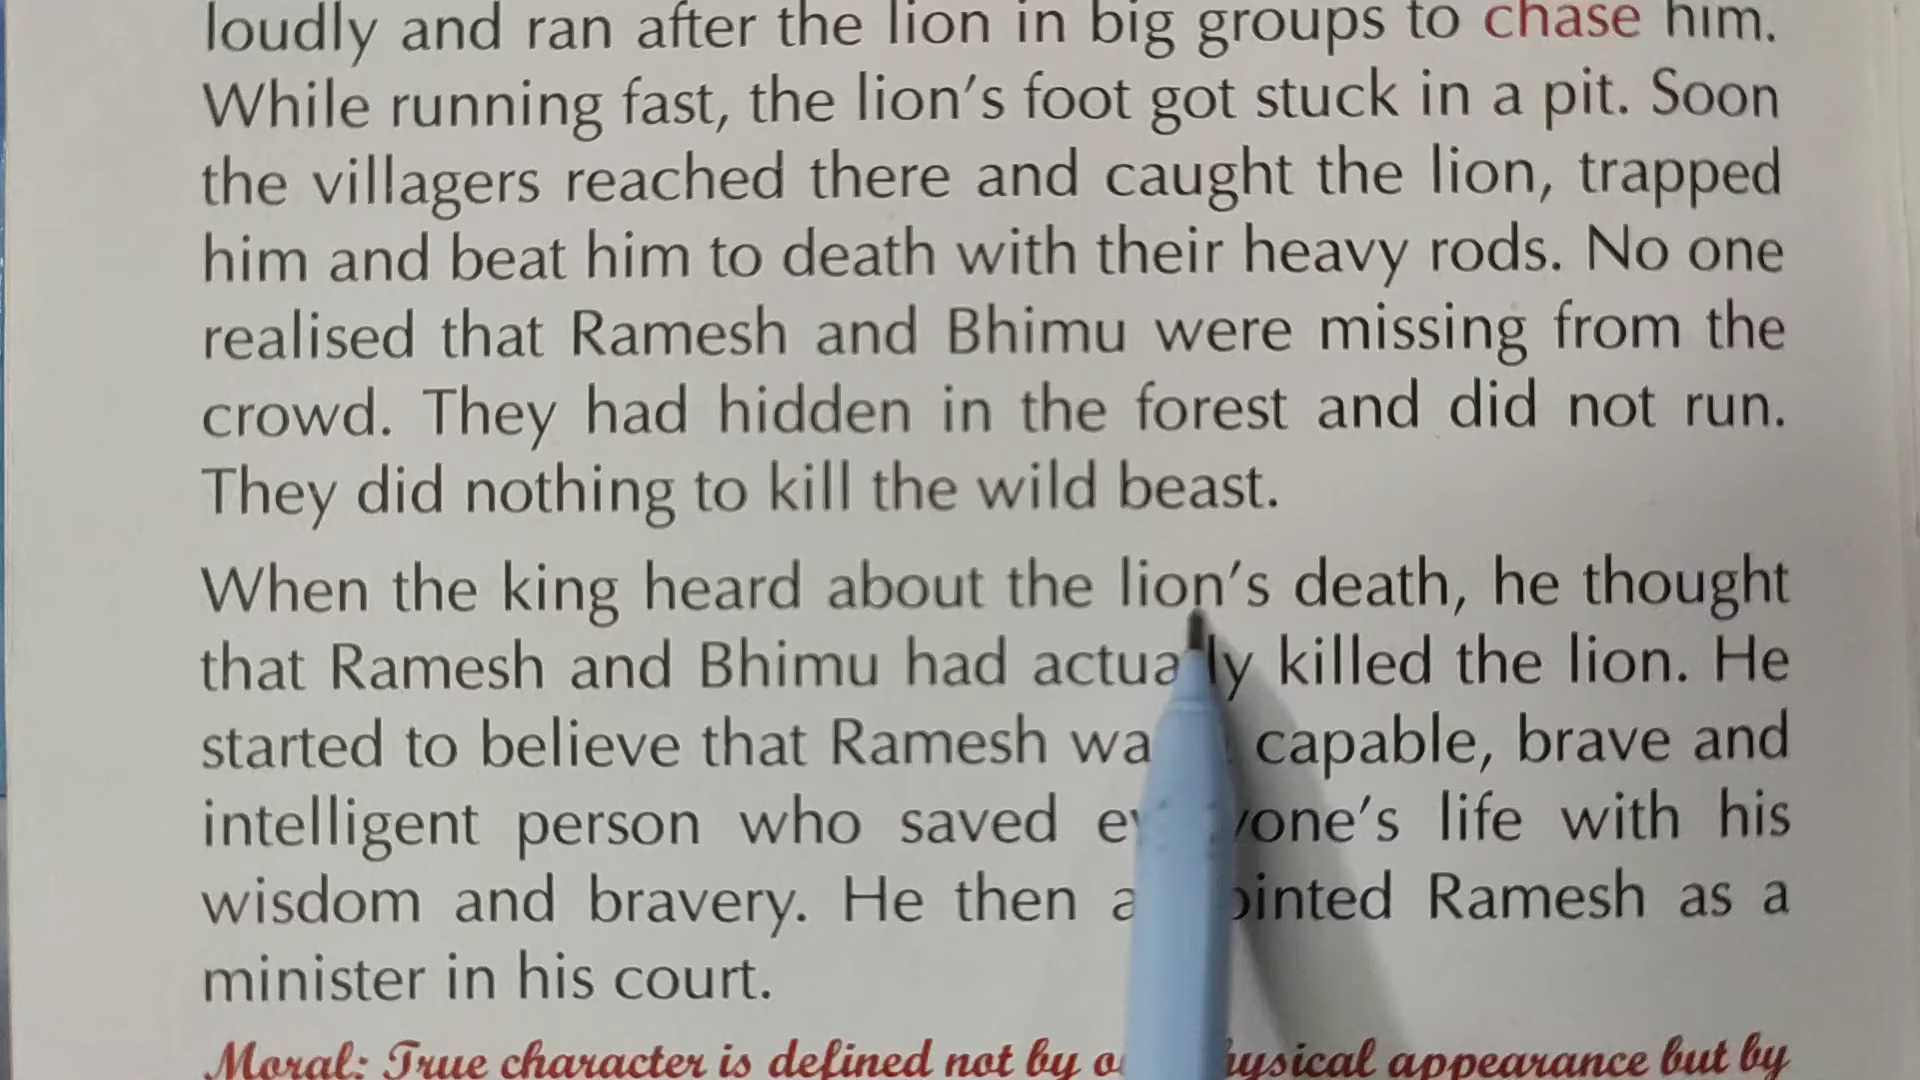 loudly and ran after the lion in big groups to chase him.
While running fast, the lion's foot got stuck in a pit. Soon
the villagers reached there and caught the lion, trapped
him and beat him to death with their heavy rods. No one
realised that Ramesh and Bhimu were missing from the
crowd. They had hidden in the forest and did not run.
They did nothing to kill the wild beast.
When the king heard about the lion's death, he thought
that Ramesh and Bhimu had actually killed the lion. He
started to believe that Ramesh capable, brave and
intelligent person who saved life with his
wisdom and bravery. He then Ramesh as a
minister in his court.
Moral: True character is defined not by appearance but by